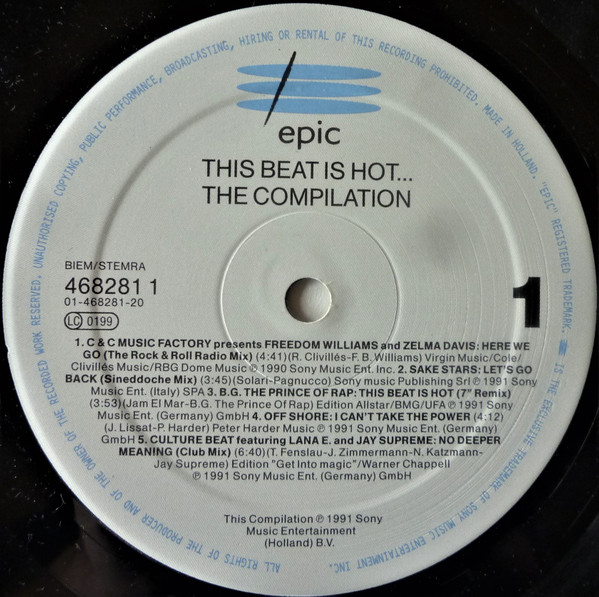 ALL RIGHTS OF THE PRODUCER AND OF THE OWNER OF THE RECORDED WORK RESERVED. UNAUTHORISED COPYING, PUBLIC PERFORMANCE, BROADCASTING, HIRING OR RENTAL OF THIS RECORDING PROHIBITED. MADE IN HOLLAND. "EPIC" REGISTERED TRADEMARK. IS THE EXCLUSIVE TRADEMARK OF SONY MUSIC ENTERTAINMENT INC.
epic
THIS BEAT IS HOT...
THE COMPILATION
BIEM/STEMRA
468281 1
01-468281-20
LC 0199
1
1. C & C MUSIC FACTORY presents FREEDOM WILLIAMS and ZELMA DAVIS: HERE WE
GO (The Rock & Roll Radio Mix) (4:41)(R. Clivillés-F.B. Williams) Virgin Music/Cole/
Clivillés Music/RBG Dome Music ℗ 1990 Sony Music Ent. Inc. 2. SAKE STARS: LET'S GO
BACK (Sineddoche Mix) (3:45)(Solari-Pagnucco) Sony music Publishing Srl ℗ 1991 Sony
Music Ent. (Italy) SPA 3. B.G. THE PRINCE OF RAP: THIS BEAT IS HOT (7" Remix)
(3:53)(Jam El Mar-B.G. The Prince Of Rap) Edition Allstar/BMG/UFA ℗ 1991 Sony
Music Ent. (Germany) GmbH 4. OFF SHORE: I CAN'T TAKE THE POWER (4:12)
(J. Lissat-P. Harder) Peter Harder Music ℗ 1991 Sony Music Ent. (Germany)
GmbH 5. CULTURE BEAT featuring LANA E. and JAY SUPREME: NO DEEPER
MEANING (Club Mix) (6:40)(T. Fenslau-J. Zimmermann-N. Katzmann-
Jay Supreme) Edition "Get Into magic"/Warner Chappell
℗ 1991 Sony Music Ent. (Germany) GmbH
This Compilation ℗ 1991 Sony
Music Entertainment
(Holland) B.V.